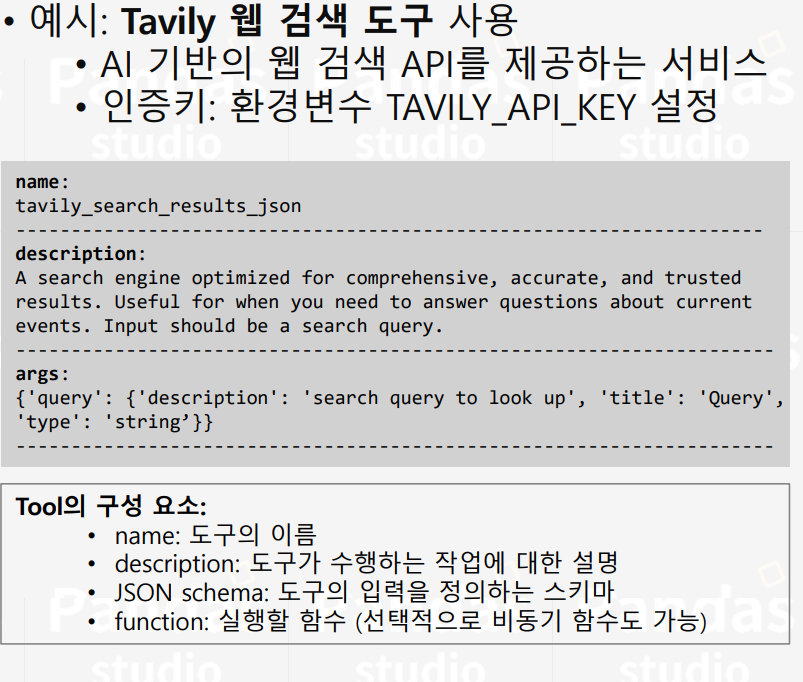 • 예시: Tavily 웹 검색 도구 사용
• AI 기반의 웹 검색 API를 제공하는 서비스
• 인증키: 환경변수 TAVILY_API_KEY 설정
name:
tavily_search_results_json
--------------------------------------------------------------------
description:
A search engine optimized for comprehensive, accurate, and trusted
results. Useful for when you need to answer questions about current
events. Input should be a search query.
---------------------------------------------------------------------
args:
{'query': {'description': 'search query to look up', 'title': 'Query',
'type': 'string’}}
---------------------------------------------------------------------
Tool의 구성 요소:
• name: 도구의 이름
• description: 도구가 수행하는 작업에 대한 설명
• JSON schema: 도구의 입력을 정의하는 스키마
• function: 실행할 함수 (선택적으로 비동기 함수도 가능)
Pandas
studio
Pandas
studio
Pandas
studio
Pandas
studio
Pandas
studio
Pandas
studio